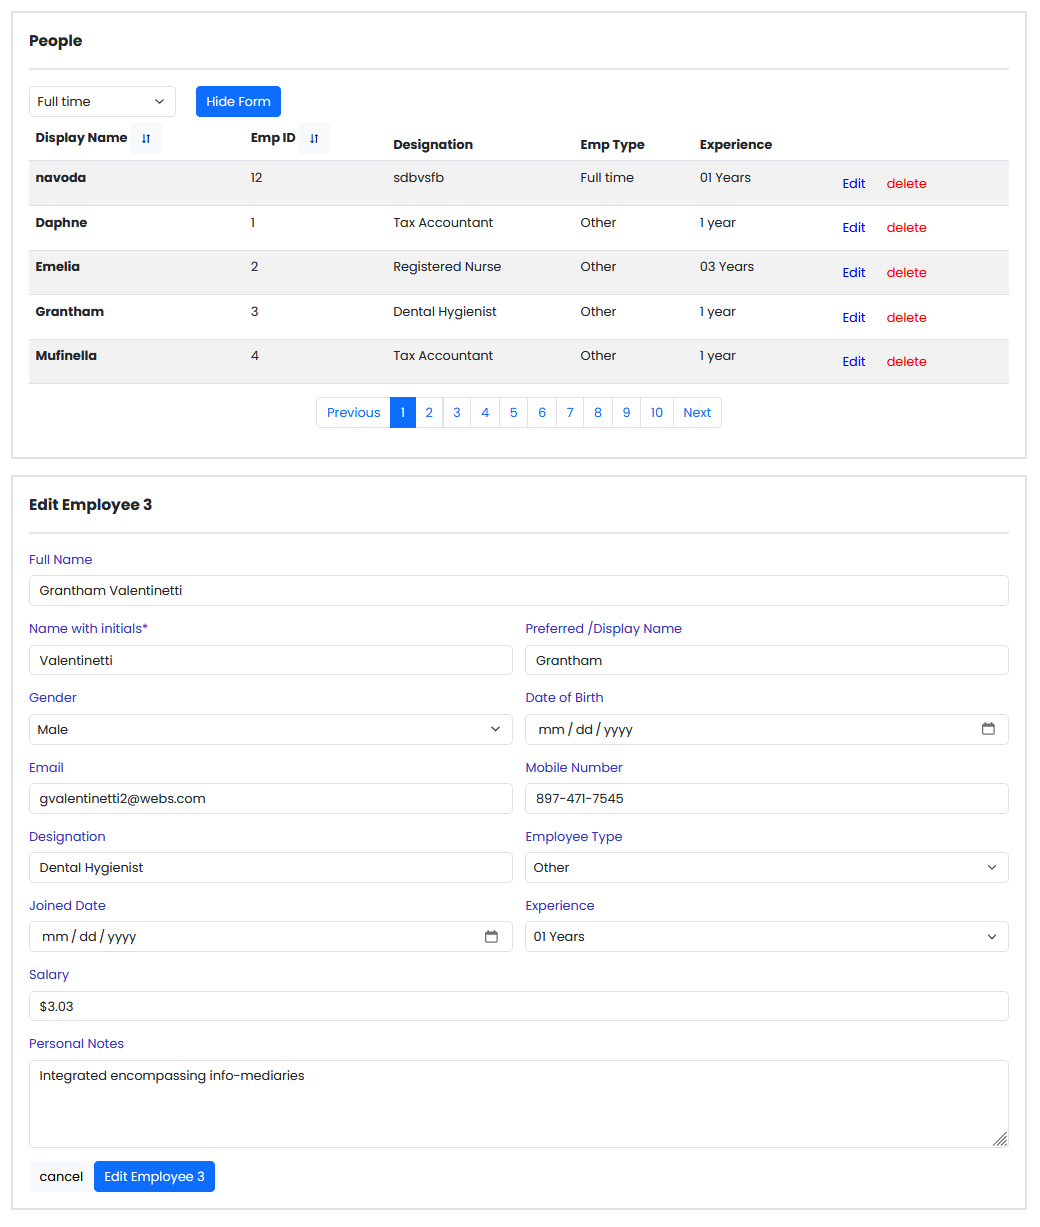 People
Full time Hide Form
Display Name Emp ID Designation Emp Type Experience
navoda 12 sdbvsfb Full time 01 Years Edit delete
Daphne 1 Tax Accountant Other 1 year Edit delete
Emelia 2 Registered Nurse Other 03 Years Edit delete
Grantham 3 Dental Hygienist Other 1 year Edit delete
Mufinella 4 Tax Accountant Other 1 year Edit delete
Previous 1 2 3 4 5 6 7 8 9 10 Next
Edit Employee 3
Full Name
Grantham Valentinetti
Name with initials* Preferred /Display Name
Valentinetti Grantham
Gender Date of Birth
Male mm/dd/yyyy
Email Mobile Number
gvalentinetti2@webs.com 897-471-7545
Designation Employee Type
Dental Hygienist Other
Joined Date Experience
mm/dd/yyyy 01 Years
Salary
$3.03
Personal Notes
Integrated encompassing info-mediaries
cancel Edit Employee 3